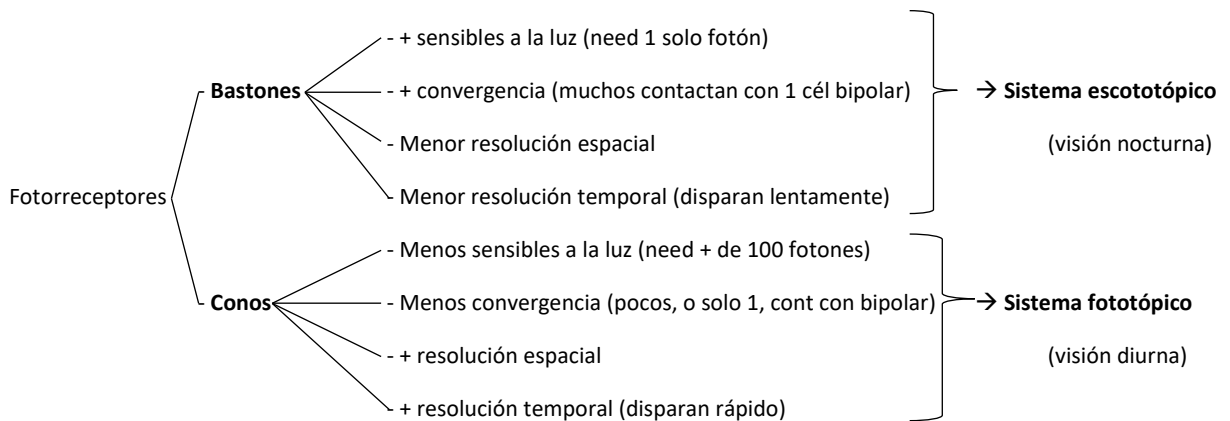 - + sensibles a la luz (need 1 solo fotón)
- Bastones
- + convergencia (muchos contactan con 1 cél bipolar)
→ Sistema escototópico
- Menor resolución espacial
(visión nocturna)
Fotorreceptores
- Menor resolución temporal (disparan lentamente)
- Menos sensibles a la luz (need + de 100 fotones)
- Conos
- Menos convergencia (pocos, o solo 1, cont con bipolar)
→ Sistema fototópico
- + resolución espacial
(visión diurna)
- + resolución temporal (disparan rápido)